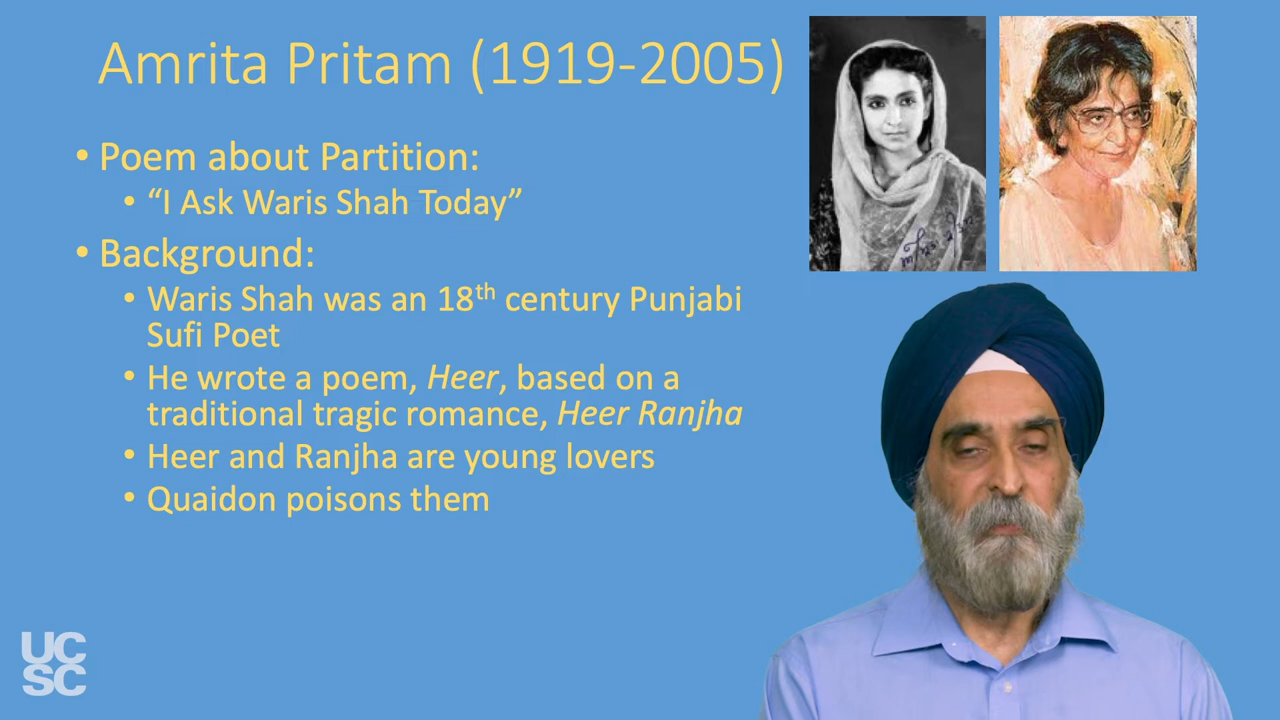 Amrita Pritam (1919-2005)
• Poem about Partition:
• “I Ask Waris Shah Today”
• Background:
• Waris Shah was an 18th century Punjabi
Sufi Poet
• He wrote a poem, Heer, based on a
traditional tragic romance, Heer Ranjha
• Heer and Ranjha are young lovers
• Quaidon poisons them
UC
SC